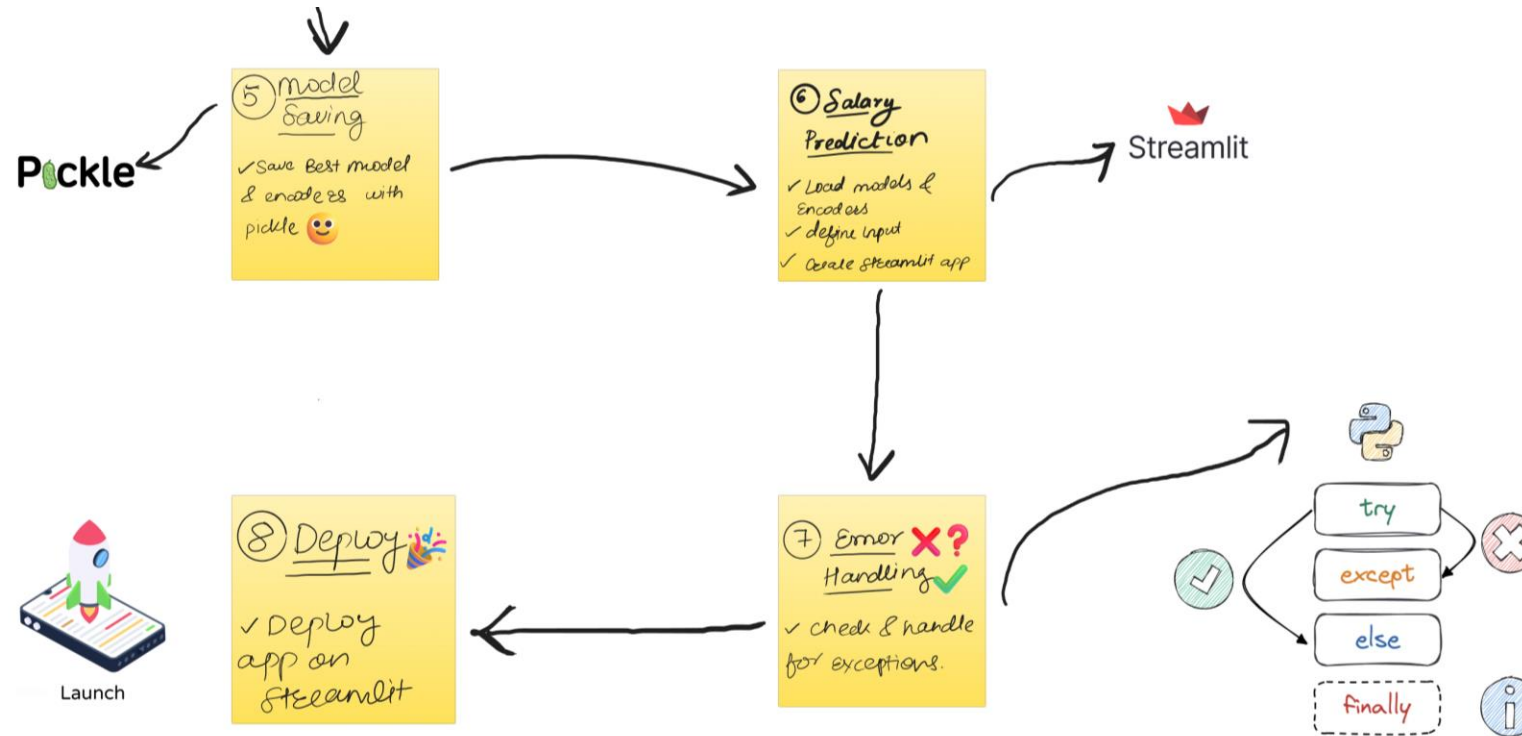 5 Model
Saving
✓ Save Best model
& encoders with
pickle
Pickle
6 Salary
Prediction
✓ Load models &
Encoders
✓ define input
✓ Create Streamlit app
Streamlit
7 Error
Handling
✓ check & handle
for exceptions.
try
except
else
finally
8 Deploy
✓ Deploy
app on
Streamlit
Launch